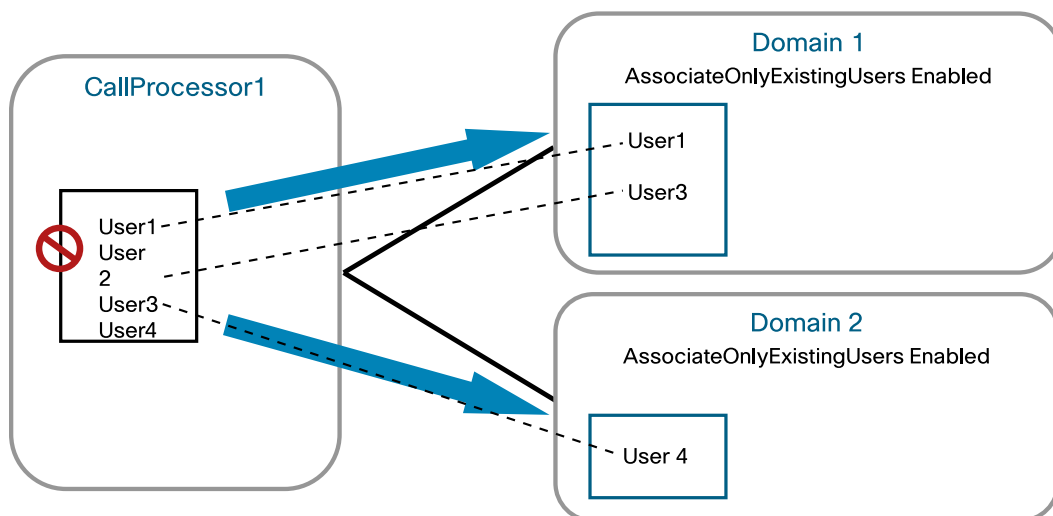 CallProcessor1
User1
User
2
User3
User4
Domain 1
AssociateOnlyExistingUsers Enabled
User1
User3
Domain 2
AssociateOnlyExistingUsers Enabled
User 4